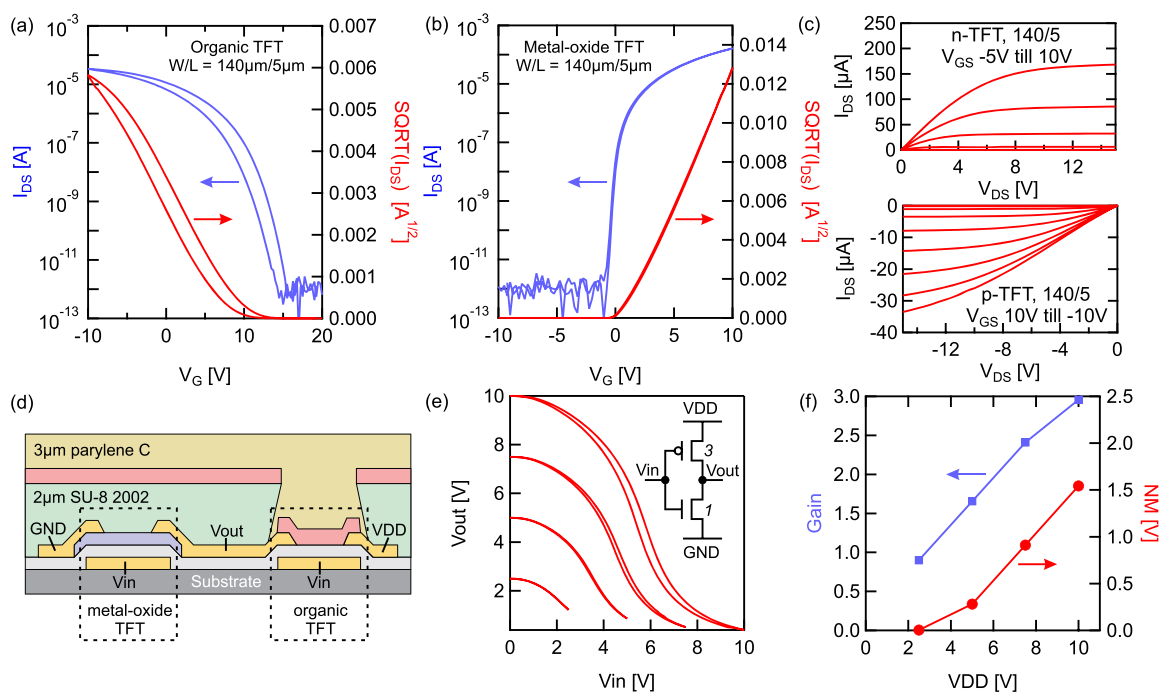 (a)
10⁻³
10⁻⁵
10⁻⁷
10⁻⁹
10⁻¹¹
10⁻¹³
I_DS [A]
Organic TFT
W/L = 140µm/5µm
0.007
0.006
0.005
0.004
0.003
0.002
0.001
0.000
SQRT(I_DS) [A^1/2]
-10
0
10
20
V_G [V]
(b)
10⁻³
10⁻⁵
10⁻⁷
10⁻⁹
10⁻¹¹
10⁻¹³
I_DS [A]
Metal-oxide TFT
W/L = 140µm/5µm
0.014
0.012
0.010
0.008
0.006
0.004
0.002
0.000
SQRT(I_DS) [A^1/2]
-10
-5
0
5
10
V_G [V]
(c)
250
200
150
100
50
0
I_DS [µA]
n-TFT, 140/5
V_GS -5V till 10V
0
4
8
12
V_DS [V]
0
-10
-20
-30
-40
I_DS [µA]
p-TFT, 140/5
V_GS 10V till -10V
-12
-8
-4
0
V_DS [V]
(d)
3µm parylene C
2µm SU-8 2002
GND
Vout
VDD
Vin
Substrate
Vin
metal-oxide
TFT
organic
TFT
(e)
10
8
6
4
2
Vout [V]
VDD
3
Vin
Vout
1
GND
0
2
4
6
8
10
Vin [V]
(f)
3.0
2.5
2.0
1.5
1.0
0.5
0.0
Gain
2.5
2.0
1.5
1.0
0.5
0.0
NM [V]
0
2
4
6
8
10
VDD [V]